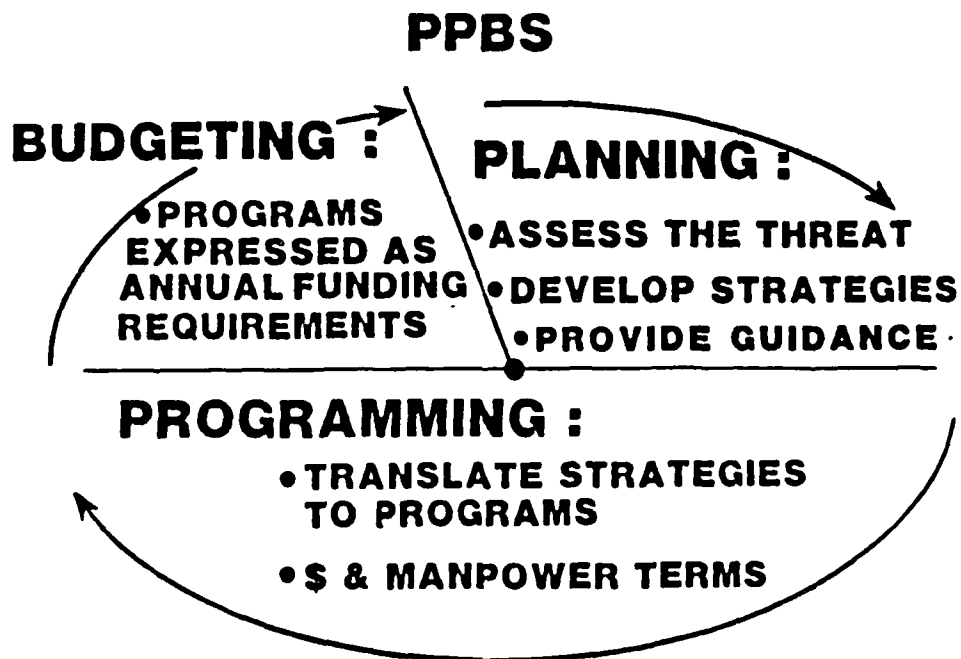 PPBS
BUDGETING :
•PROGRAMS
EXPRESSED AS
ANNUAL FUNDING
REQUIREMENTS
PLANNING :
•ASSESS THE THREAT
•DEVELOP STRATEGIES
•PROVIDE GUIDANCE
PROGRAMMING :
•TRANSLATE STRATEGIES
TO PROGRAMS
•$ & MANPOWER TERMS